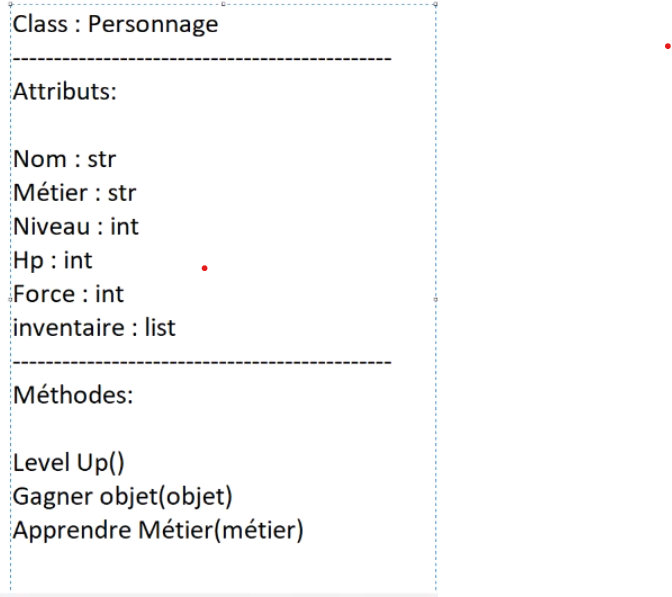 Class : Personnage
----------------------------------------------
Attributs:
Nom : str
Métier : str
Niveau : int
Hp : int
Force : int
inventaire : list
----------------------------------------------
Méthodes:
Level Up()
Gagner objet(objet)
Apprendre Métier(métier)